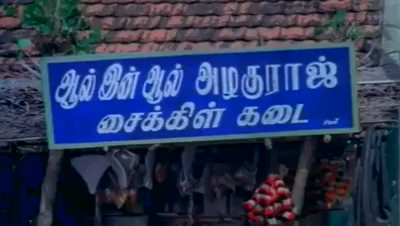 ஆல் இன் ஆல் அழகுராஜ்
சைக்கிள் கடை